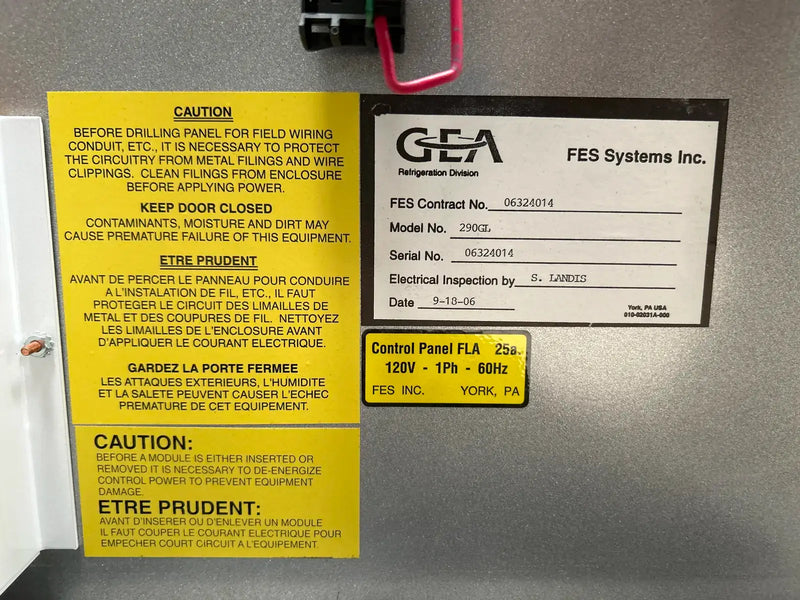 CAUTION
BEFORE DRILLING PANEL FOR FIELD WIRING
CONDUIT, ETC., IT IS NECESSARY TO PROTECT
THE CIRCUITRY FROM METAL FILINGS AND WIRE
CLIPPINGS. CLEAN FILINGS FROM ENCLOSURE
BEFORE APPLYING POWER.
KEEP DOOR CLOSED
CONTAMINANTS, MOISTURE AND DIRT MAY
CAUSE PREMATURE FAILURE OF THIS EQUIPMENT.
ETRE PRUDENT
AVANT DE PERCER LE PANNEAU POUR CONDUIRE
A L'INSTALATION DE FIL, ETC., IL FAUT
PROTEGER LE CIRCUIT DES LIMAILLES DE
METAL ET DES COUPURES DE FIL. NETTOYEZ
LES LIMAILLES DE L'ENCLOSURE AVANT
D'APPLIQUER LE COURANT ELECTRIQUE.
GARDEZ LA PORTE FERMEE
LES ATTAQUES EXTERIEURS, L'HUMIDITE
ET LA SALETE PEUVENT CAUSER L'ECHEC
PREMATURE DE CET EQUIPEMENT.
CAUTION:
BEFORE A MODULE IS EITHER INSERTED OR
REMOVED IT IS NECESSARY TO DE-ENERGIZE
CONTROL POWER TO PREVENT EQUIPMENT
DAMAGE.
ETRE PRUDENT:
AVANT D'INSERER OU D'ENLEVER UN MODULE
IL FAUT COUPER LE COURANT ELECTRIQUE POUR
EMPECHER COURT CIRCUIT A L'EQUIPEMENT.
GEA
Refrigeration Division
FES Systems Inc.
FES Contract No. 06324014
Model No. 290GL
Serial No. 06324014
Electrical Inspection by S. LANDIS
Date 9-18-06
York, PA USA
010-02031A-000
Control Panel FLA 25a.
120V - 1Ph - 60Hz
FES INC. YORK, PA